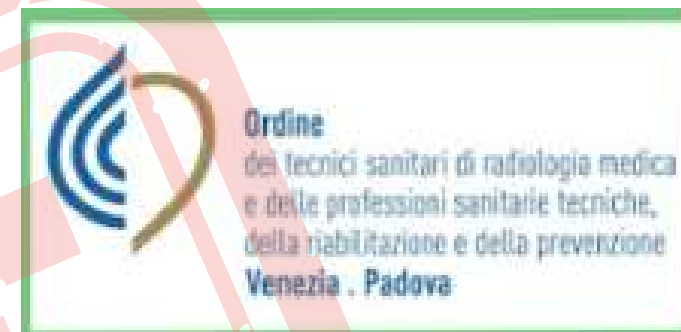 Ordine
dei tecnici sanitari di radiologia medica
e delle professioni sanitarie tecniche,
della riabilitazione e della prevenzione
Venezia . Padova